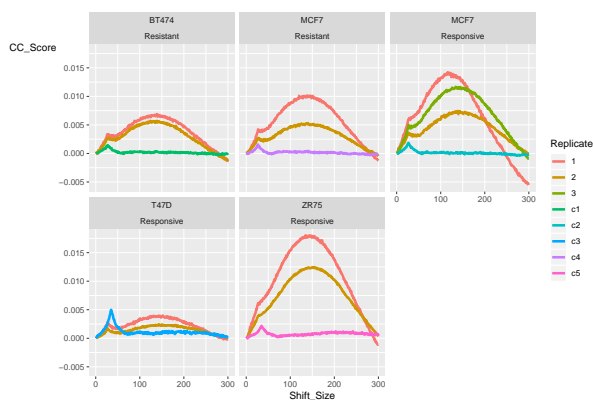 BT474 MCF7 MCF7
CC_Score
Resistant Resistant Responsive
0.015
0.010
0.005
0.000
−0.005
0 100 200 300
Replicate
1
2
3
c1
c2
c3
c4
c5
T47D ZR75
Responsive Responsive
0.015
0.010
0.005
0.000
−0.005
0 100 200 300 0 100 200 300
Shift_Size